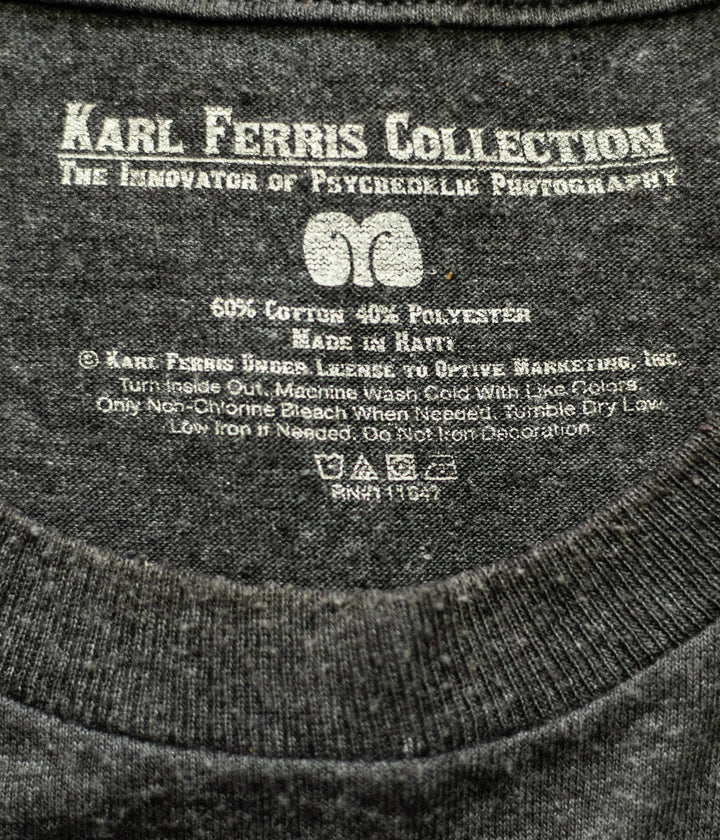 KARL FERRIS COLLECTION
THE INNOVATOR OF PSYCHEDELIC PHOTOGRAPHY
60% COTTON 40% POLYESTER
MADE IN HAITI
© KARL FERRIS UNDER LICENSE TO OPTIVE MARKETING, INC.
Turn Inside Out. Machine Wash Cold With Like Colors
Only Non-Chlorine Bleach When Needed. Tumble Dry Low.
Low Iron If Needed. Do Not Iron Decoration.
RN#111647